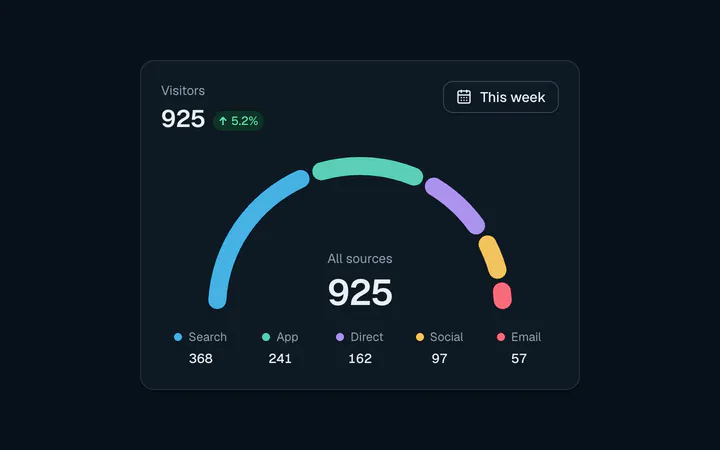 Visitors
925 ↑ 5.2%
This week
All sources
925
Search App Direct Social Email
368 241 162 97 57